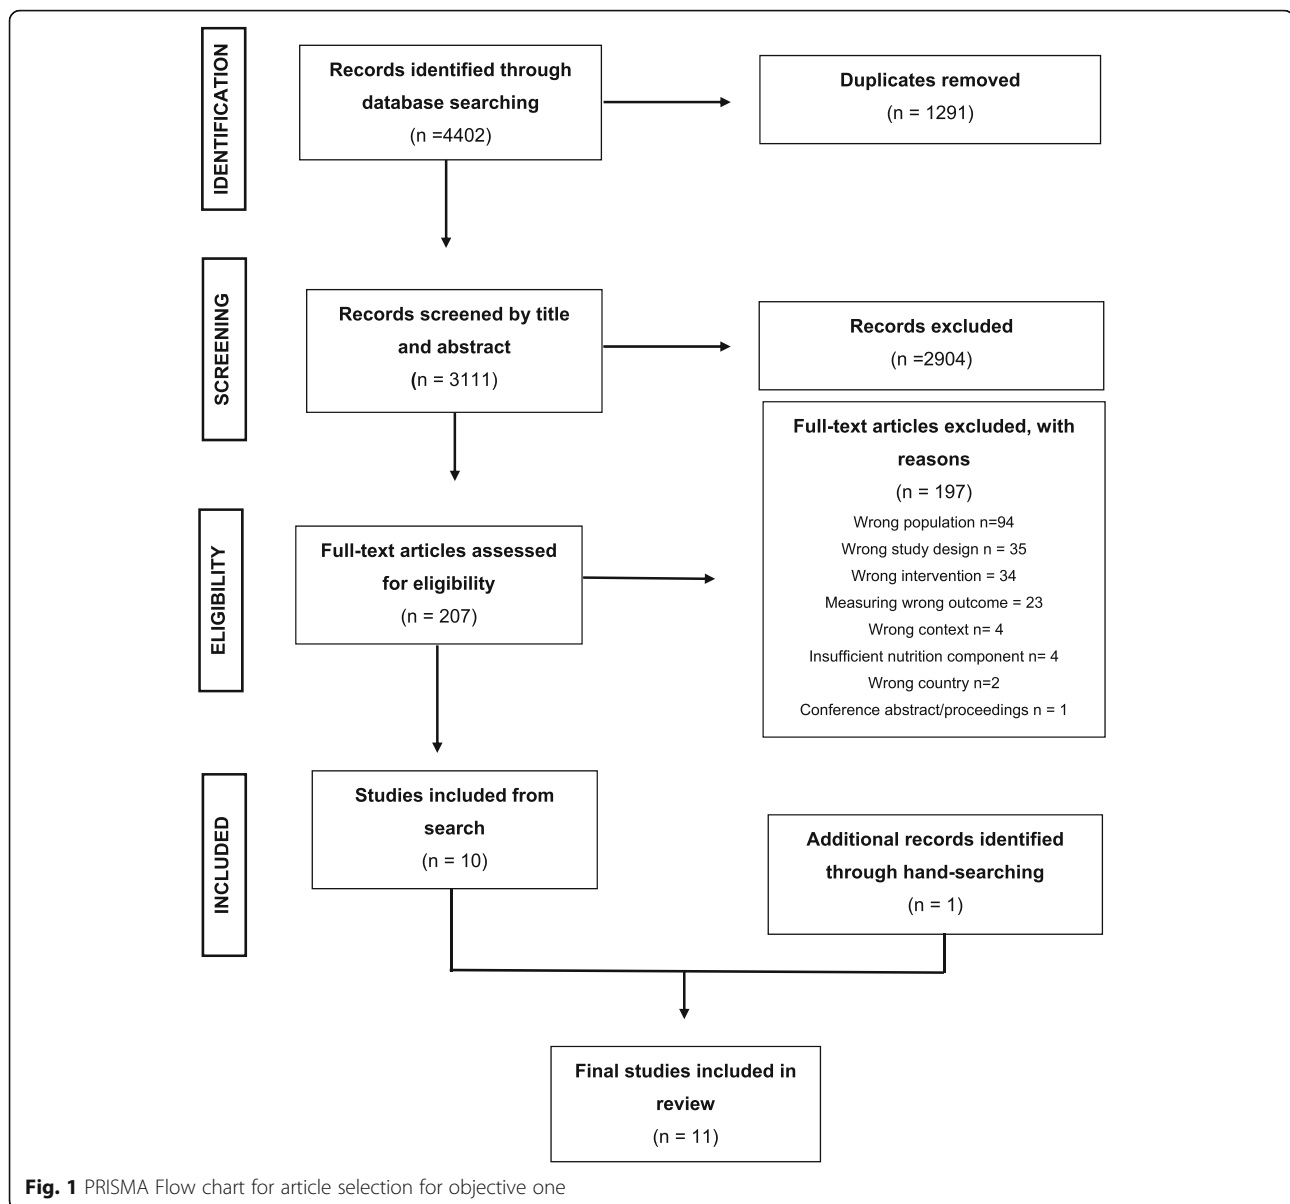 IDENTIFICATION
Records identified through
database searching
(n =4402)
Duplicates removed
(n = 1291)
SCREENING
Records screened by title
and abstract
(n = 3111)
Records excluded
(n =2904)
ELIGIBILITY
Full-text articles assessed
for eligibility
(n = 207)
Full-text articles excluded, with
reasons
(n = 197)
Wrong population n=94
Wrong study design n = 35
Wrong intervention = 34
Measuring wrong outcome = 23
Wrong context n= 4
Insufficient nutrition component n= 4
Wrong country n=2
Conference abstract/proceedings n = 1
INCLUDED
Studies included from
search
(n = 10)
Additional records identified
through hand-searching
(n = 1)
Final studies included in
review
(n = 11)
Fig. 1 PRISMA Flow chart for article selection for objective one